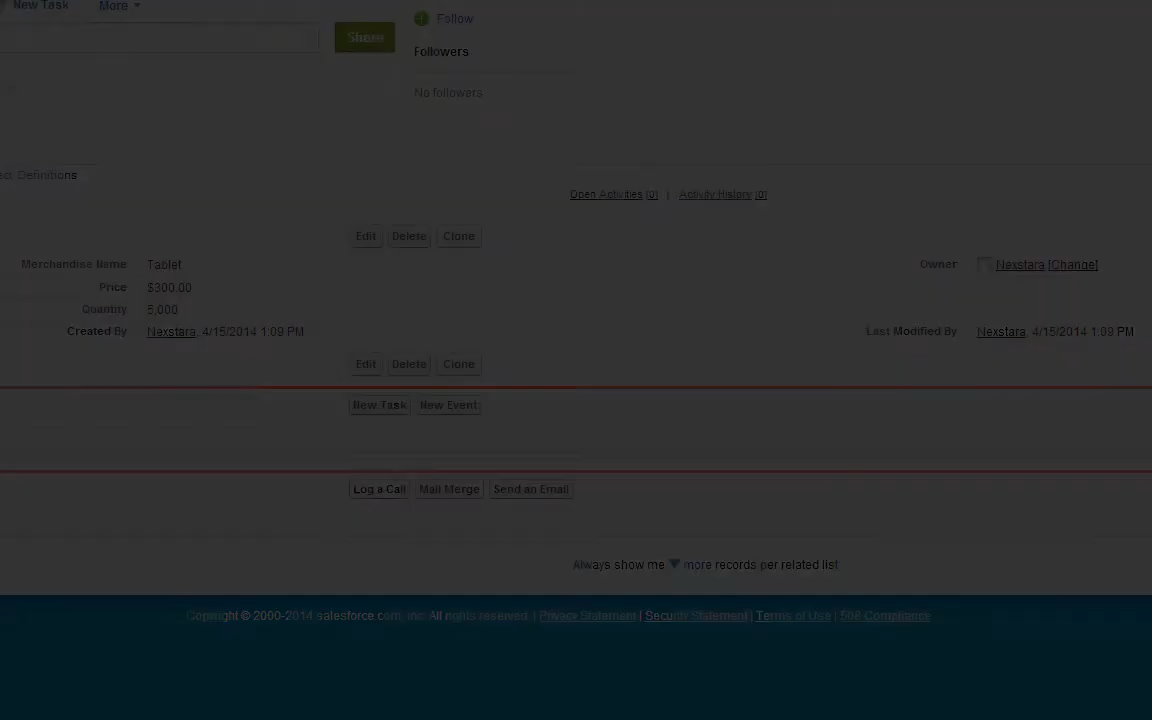 New Task More
Share
Follow
Followers
No followers
Definitions
Open Activities [0] | Activity History [0]
Edit Delete Clone
Merchandise Name Tablet
Owner Nexstara [Change]
Price $300.00
Quantity 5,000
Created By Nexstara, 4/15/2014 1:09 PM
Last Modified By Nexstara, 4/15/2014 1:09 PM
Edit Delete Clone
New Task New Event
Log a Call Mail Merge Send an Email
Always show me more records per related list
Copyright © 2000-2014 salesforce.com, inc. All rights reserved. | Privacy Statement | Security Statement | Terms of Use | 508 Compliance